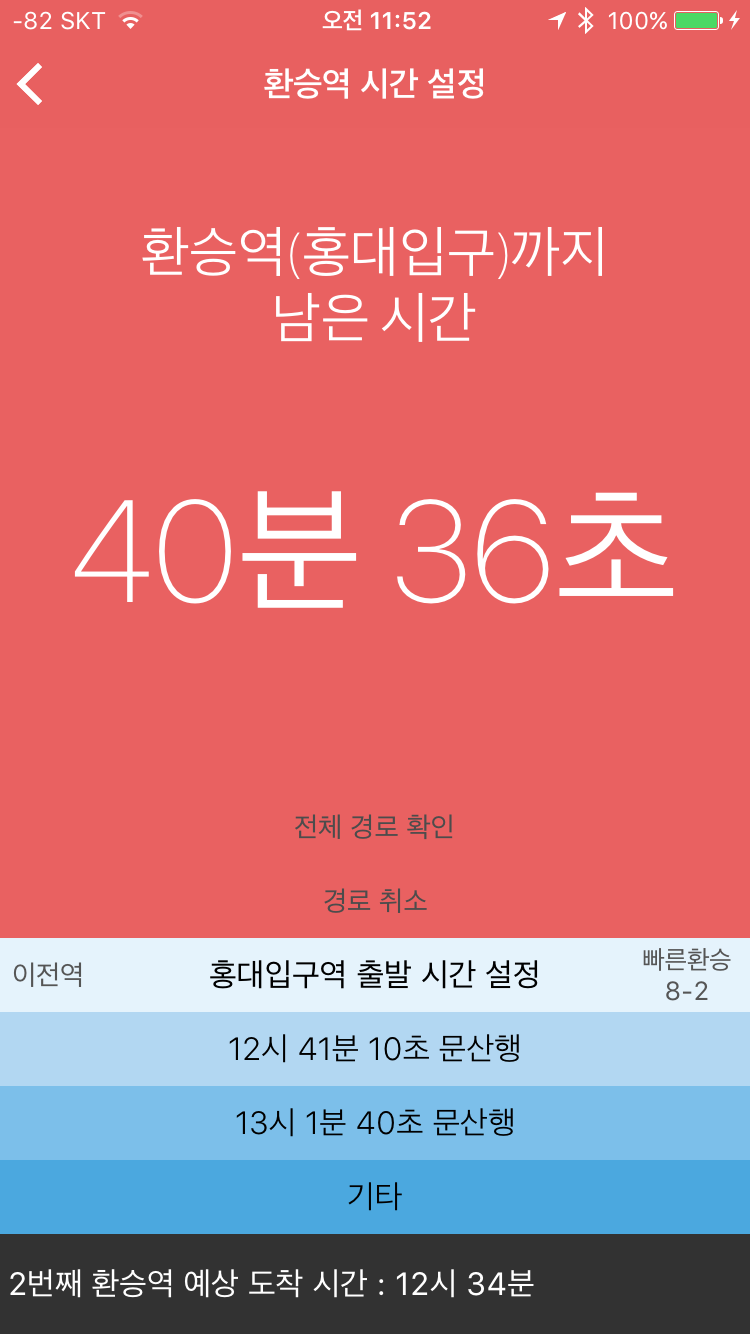 -82 SKT 오전 11:52 100%
환승역 시간 설정
환승역(홍대입구)까지
남은 시간
40분 36초
전체 경로 확인
경로 취소
이전역 홍대입구역 출발 시간 설정 빠른환승
8-2
12시 41분 10초 문산행
13시 1분 40초 문산행
기타
2번째 환승역 예상 도착 시간 : 12시 34분